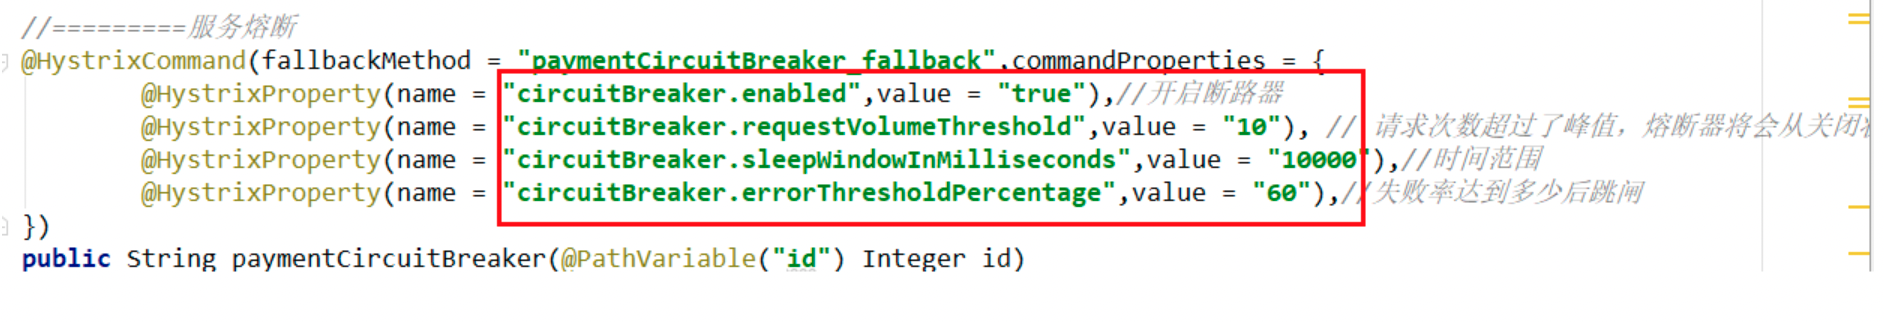 //=========服务熔断
@HystrixCommand(fallbackMethod = "paymentCircuitBreaker_fallback",commandProperties = {
@HystrixProperty(name = "circuitBreaker.enabled",value = "true"),//开启断路器
@HystrixProperty(name = "circuitBreaker.requestVolumeThreshold",value = "10"), // 请求次数超过了峰值，熔断器将会从关闭
@HystrixProperty(name = "circuitBreaker.sleepWindowInMilliseconds",value = "10000"),//时间范围
@HystrixProperty(name = "circuitBreaker.errorThresholdPercentage",value = "60"),//失败率达到多少后跳闸
})
public String paymentCircuitBreaker(@PathVariable("id") Integer id)